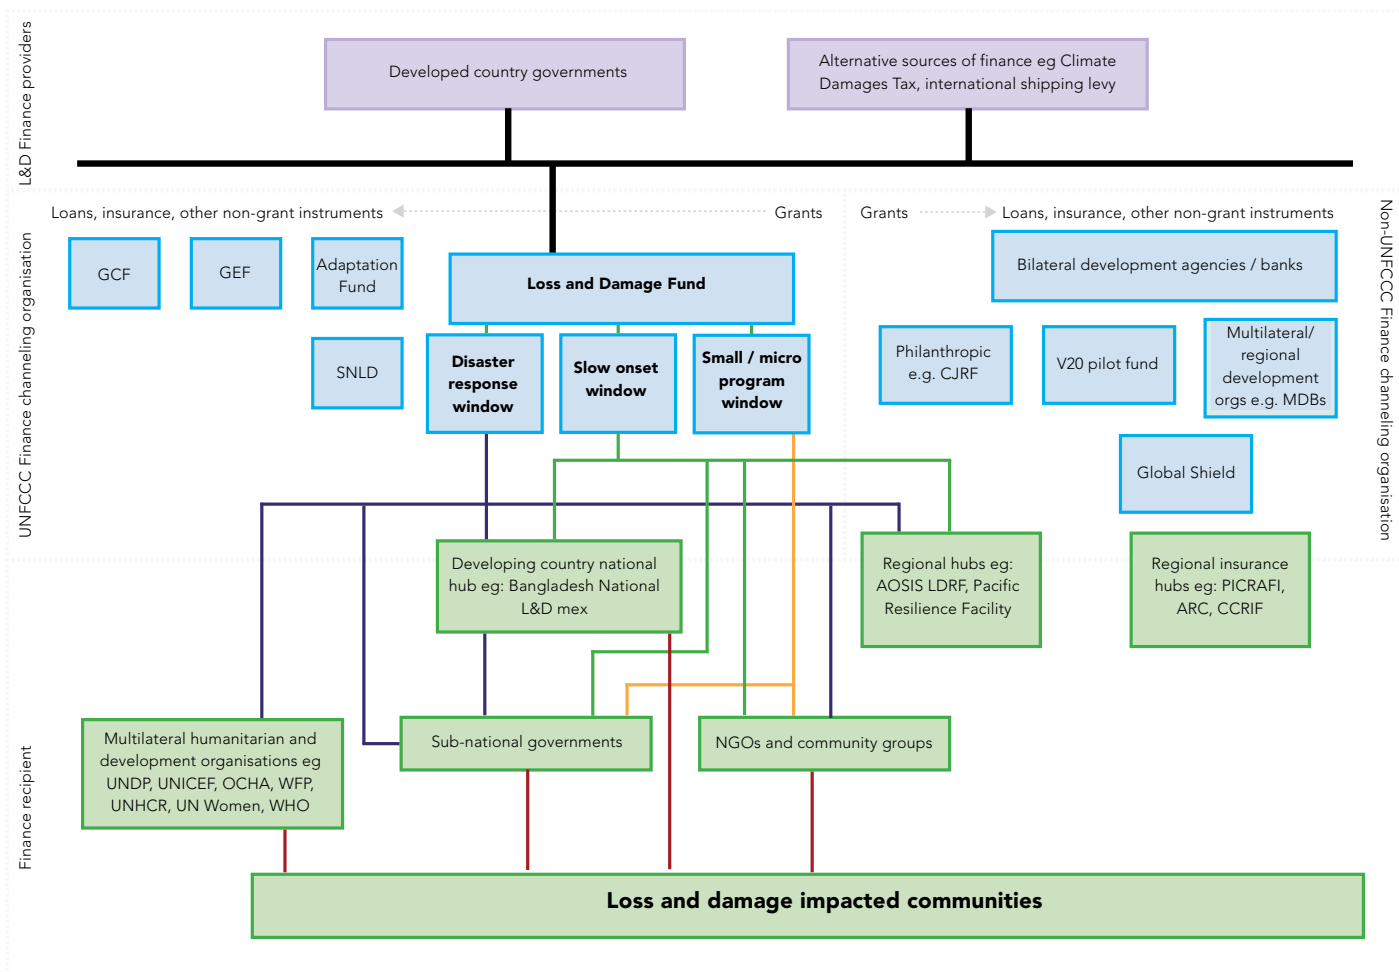 L&D Finance providers
Developed country governments
Alternative sources of finance eg Climate
Damages Tax, international shipping levy
UNFCCC Finance channeling organisation
Loans, insurance, other non-grant instruments
Grants
Grants
Loans, insurance, other non-grant instruments
Non-UNFCCC Finance channeling organisation
GCF
GEF
Adaptation
Fund
SNLD
Loss and Damage Fund
Disaster
response
window
Slow onset
window
Small / micro
program
window
Bilateral development agencies / banks
Philanthropic
e.g. CJRF
V20 pilot fund
Multilateral/
regional
development
orgs e.g. MDBs
Global Shield
Finance recipient
Developing country national
hub eg: Bangladesh National
L&D mex
Regional hubs eg:
AOSIS LDRF, Pacific
Resilience Facility
Regional insurance
hubs eg: PICRAFI,
ARC, CCRIF
Multilateral humanitarian and
development organisations eg
UNDP, UNICEF, OCHA, WFP,
UNHCR, UN Women, WHO
Sub-national governments
NGOs and community groups
Loss and damage impacted communities